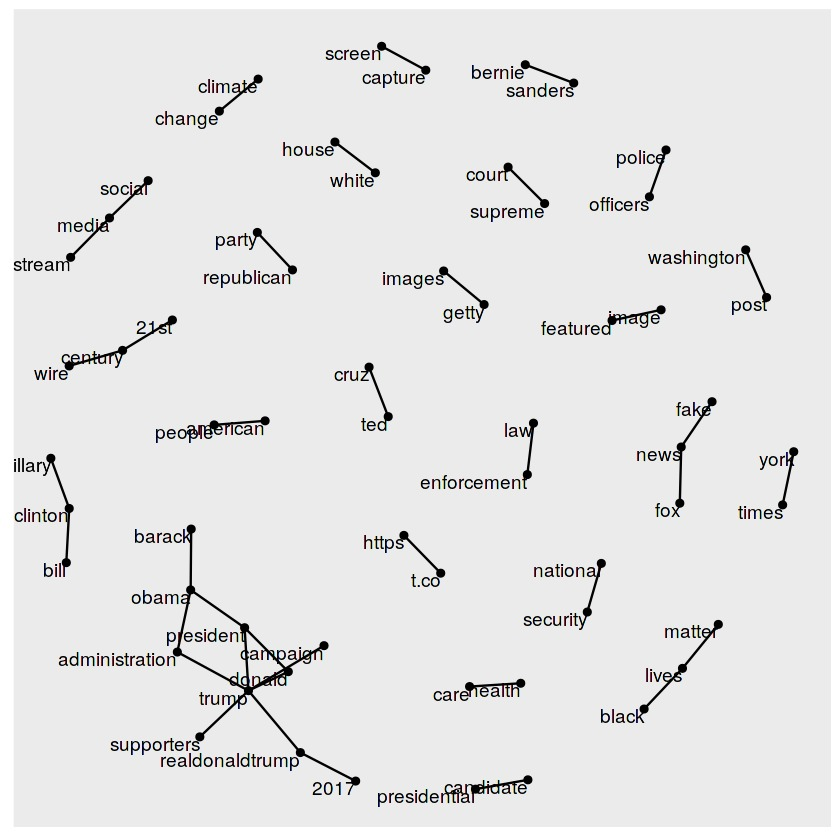 screen
capture
bernie
sanders
climate
change
house
white
court
supreme
police
officers
social
media
stream
party
republican
images
getty
washington
post
featured
image
21st
century
wire
cruz
ted
people
american
law
enforcement
fake
news
fox
york
times
illary
clinton
bill
barack
obama
president
administration
campaign
donald
trump
supporters
realdonaldtrump
2017
https
t.co
national
security
matter
lives
black
care
health
presidential
candidate